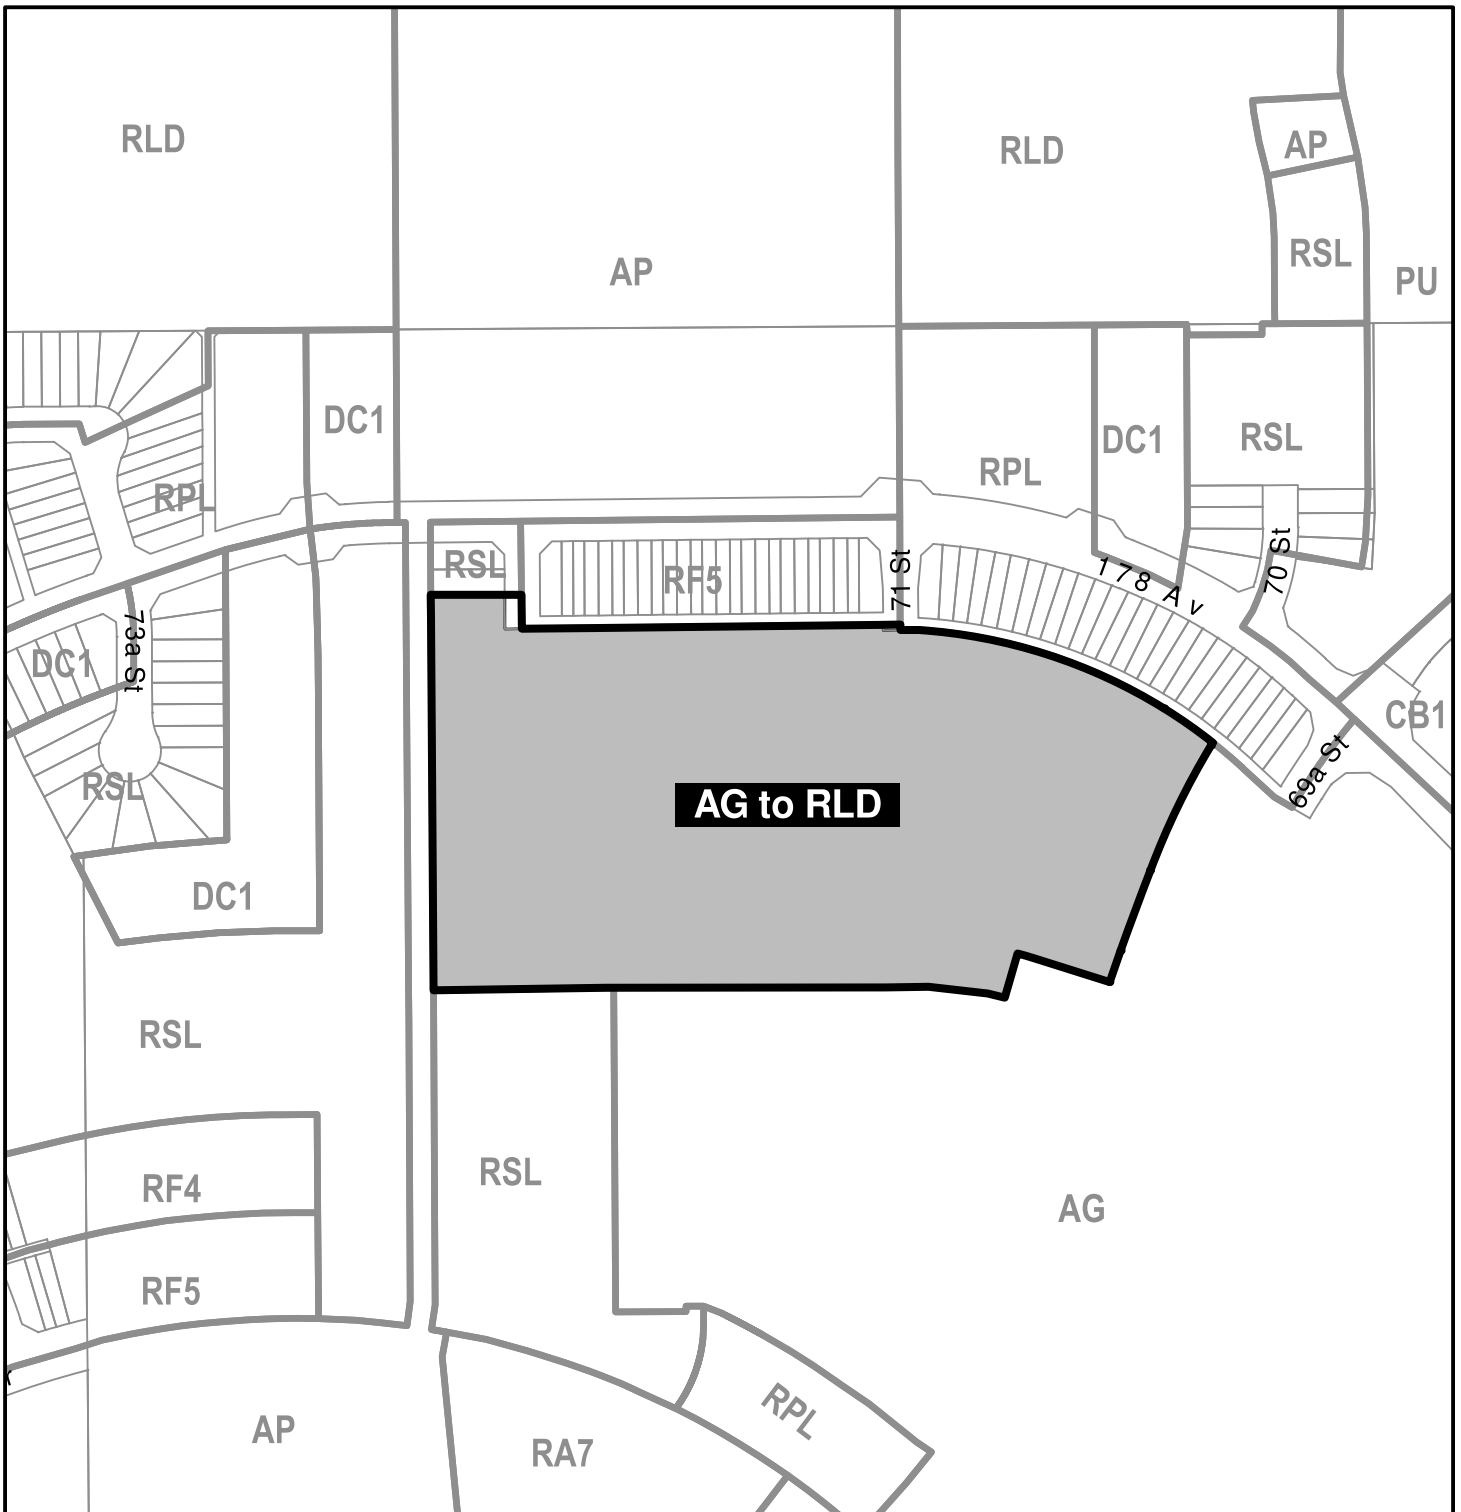 RLD
RLD
AP
RSL
PU
AP
DC1
RPL
RPL
DC1
RSL
RSL
RF5
71 St
178 Av
70 St
DC1
73a St
RSL
CB1
69a St
AG to RLD
DC1
RSL
RSL
RF4
AG
RF5
RPL
AP
RA7